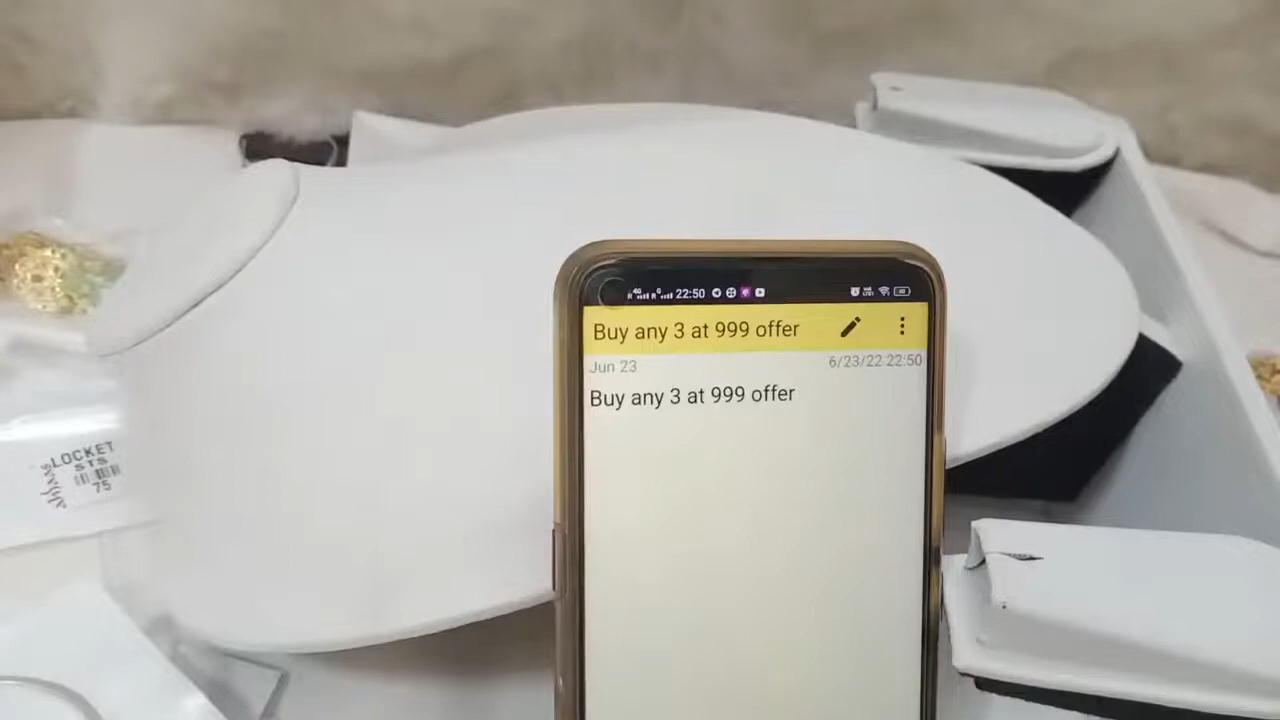 22:50
Buy any 3 at 999 offer
Jun 23
6/23/22 22:50
Buy any 3 at 999 offer
LOCKET
STS
75